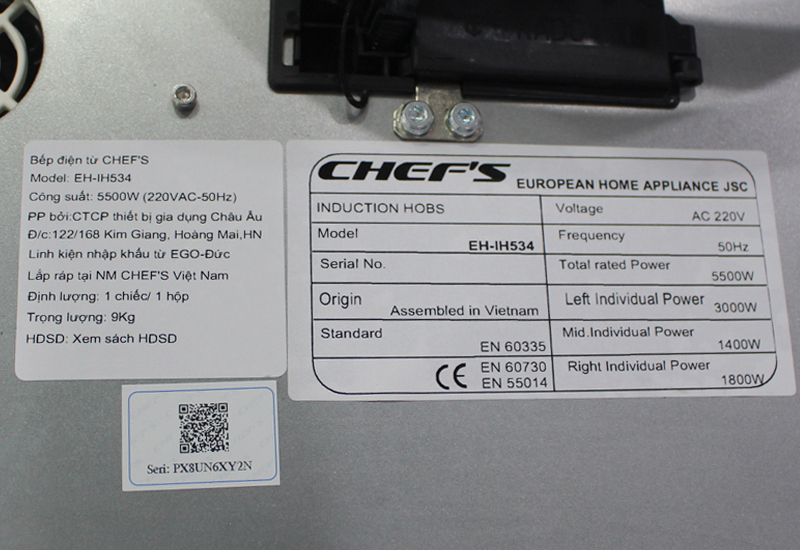 Bếp điện từ CHEF'S
Model: EH-IH534
Công suất: 5500W (220VAC-50Hz)
PP bởi:CTCP thiết bị gia dụng Châu Âu
Đ/c:122/168 Kim Giang, Hoàng Mai,HN
Linh kiện nhập khẩu từ EGO-Đức
Lắp ráp tại NM CHEF'S Việt Nam
Định lượng: 1 chiếc/ 1 hộp
Trọng lượng: 9Kg
HDSD: Xem sách HDSD
Seri: PX8UN6XY2N
CHEF'S EUROPEAN HOME APPLIANCE JSC
INDUCTION HOBS
Model EH-IH534
Serial No.
Origin Assembled in Vietnam
Standard EN 60335
CE EN 60730
EN 55014
Voltage AC 220V
Frequency 50Hz
Total rated Power 5500W
Left Individual Power 3000W
Mid.Individual Power 1400W
Right Individual Power 1800W